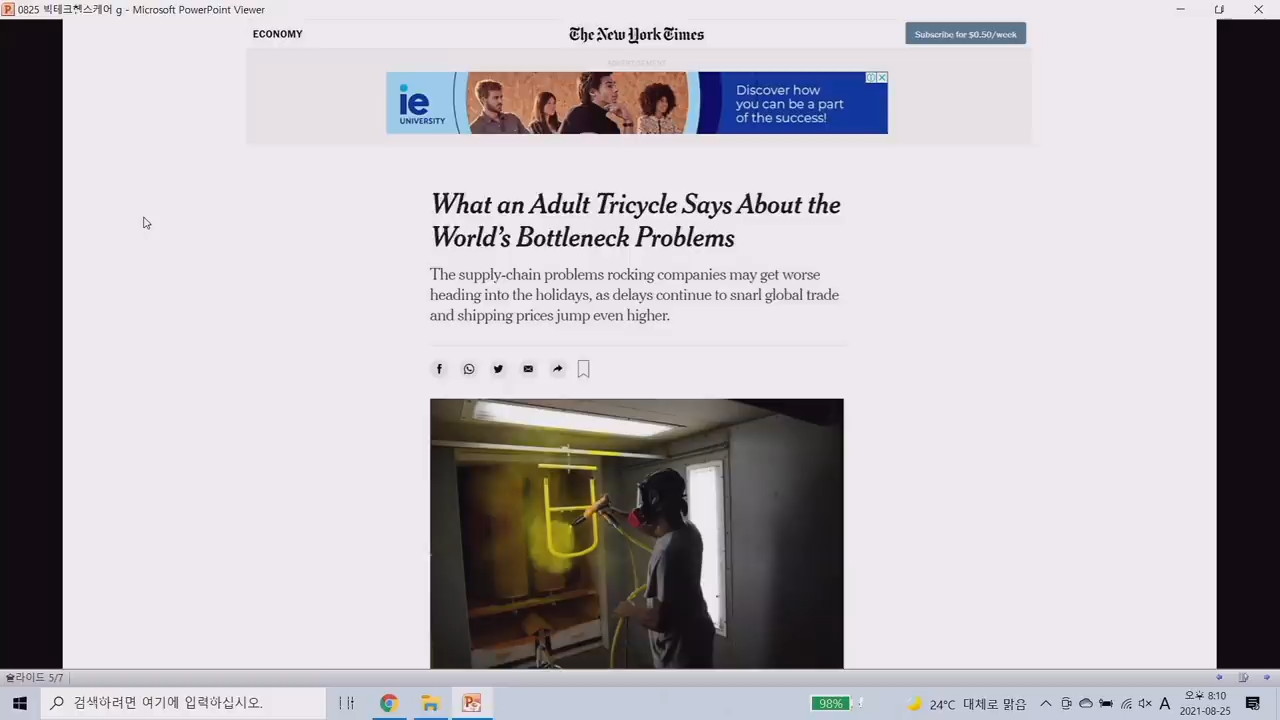 0825 빅테크헬스케어 g - Microsoft PowerPoint Viewer
ECONOMY
The New York Times
Subscribe for $0.50/week
ADVERTISEMENT
ie
UNIVERSITY
Discover how
you can be a part
of the success!
What an Adult Tricycle Says About the
World's Bottleneck Problems
The supply-chain problems rocking companies may get worse
heading into the holidays, as delays continue to snarl global trade
and shipping prices jump even higher.
슬라이드 5/7
검색하려면 여기에 입력하십시오.
98%
24°C 대체로 맑음
A
오후 8:10
2021-08-25